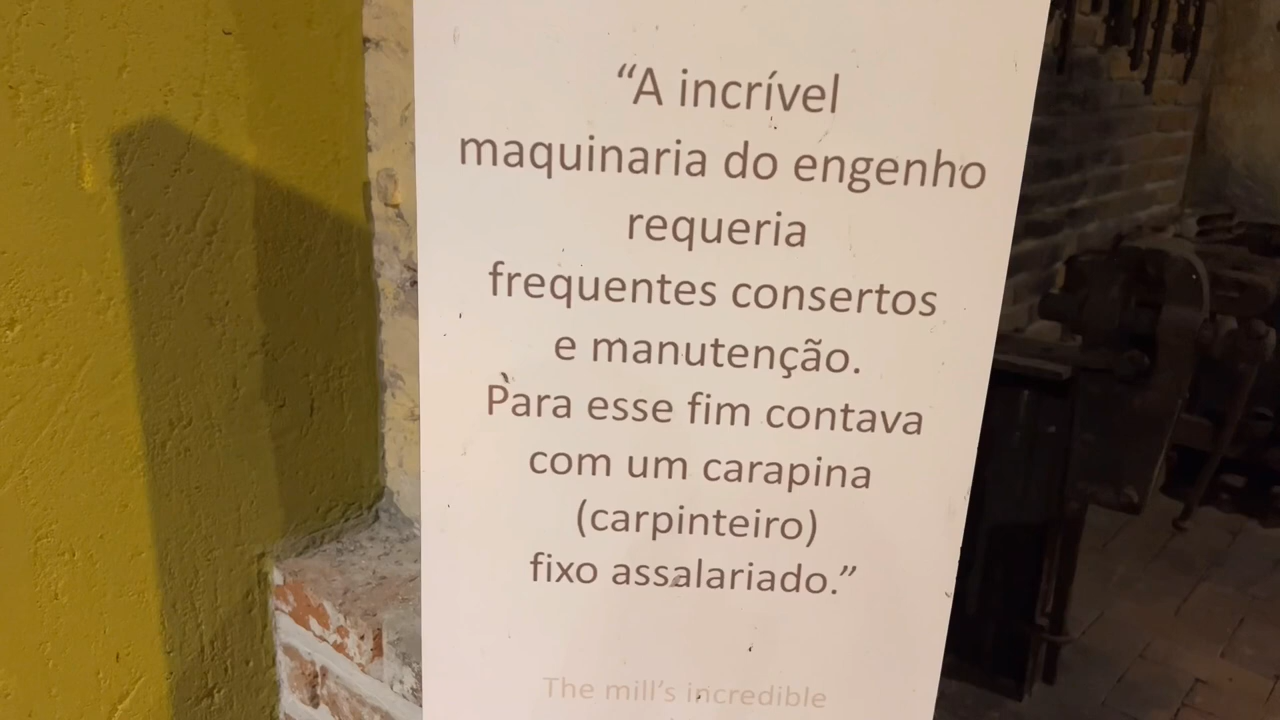 “A incrível
maquinaria do engenho
requeria
frequentes consertos
e manutenção.
Para esse fim contava
com um carapina
(carpinteiro)
fixo assalariado.”
The mill’s incredible